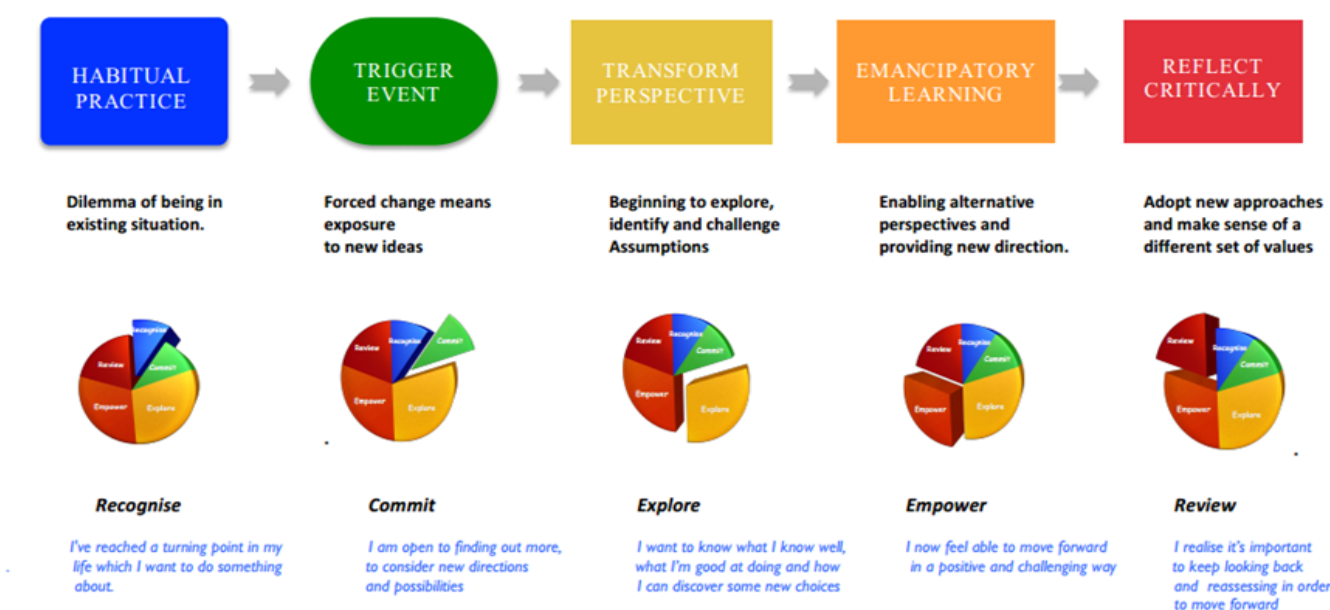 HABITUAL
PRACTICE
TRIGGER
EVENT
TRANSFORM
PERSPECTIVE
EMANCIPATORY
LEARNING
REFLECT
CRITICALLY
Dilemma of being in
existing situation.
Forced change means
exposure
to new ideas
Beginning to explore,
identify and challenge
Assumptions
Enabling alternative
perspectives and
providing new direction.
Adopt new approaches
and make sense of a
different set of values
Recognise
Review
Commit
Empower
Explore
Review
Recognise
Commit
Empower
Explore
Review
Recognise
Commit
Empower
Explore
Review
Recognise
Commit
Empower
Explore
Review
Recognise
Commit
Empower
Explore
Recognise
Commit
Explore
Empower
Review
I've reached a turning point in my
life which I want to do something
about.
I am open to finding out more,
to consider new directions
and possibilities
I want to know what I know well,
what I'm good at doing and how
I can discover some new choices
I now feel able to move forward
in a positive and challenging way
I realise it's important
to keep looking back
and reassessing in order
to move forward